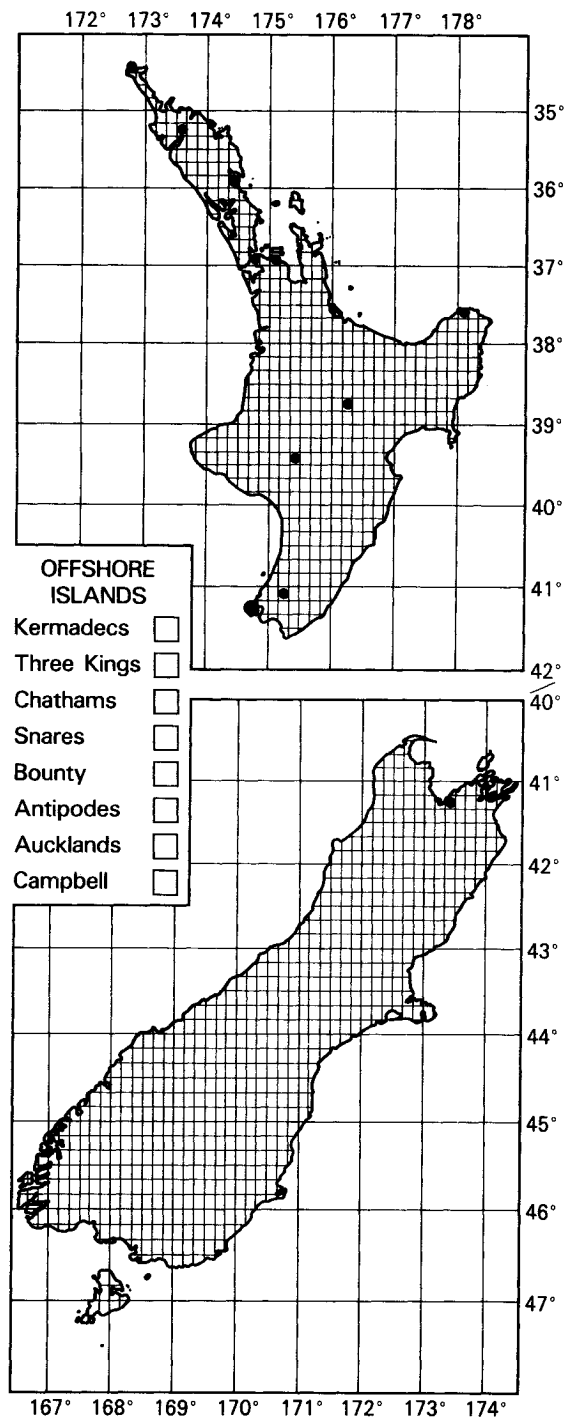 172° 173° 174° 175° 176° 177° 178°
35°
36°
37°
38°
39°
40°
41°
42°
OFFSHORE
ISLANDS
Kermadecs
Three Kings
Chathams
Snares
Bounty
Antipodes
Aucklands
Campbell
40°
41°
42°
43°
44°
45°
46°
47°
167° 168° 169° 170° 171° 172° 173° 174°